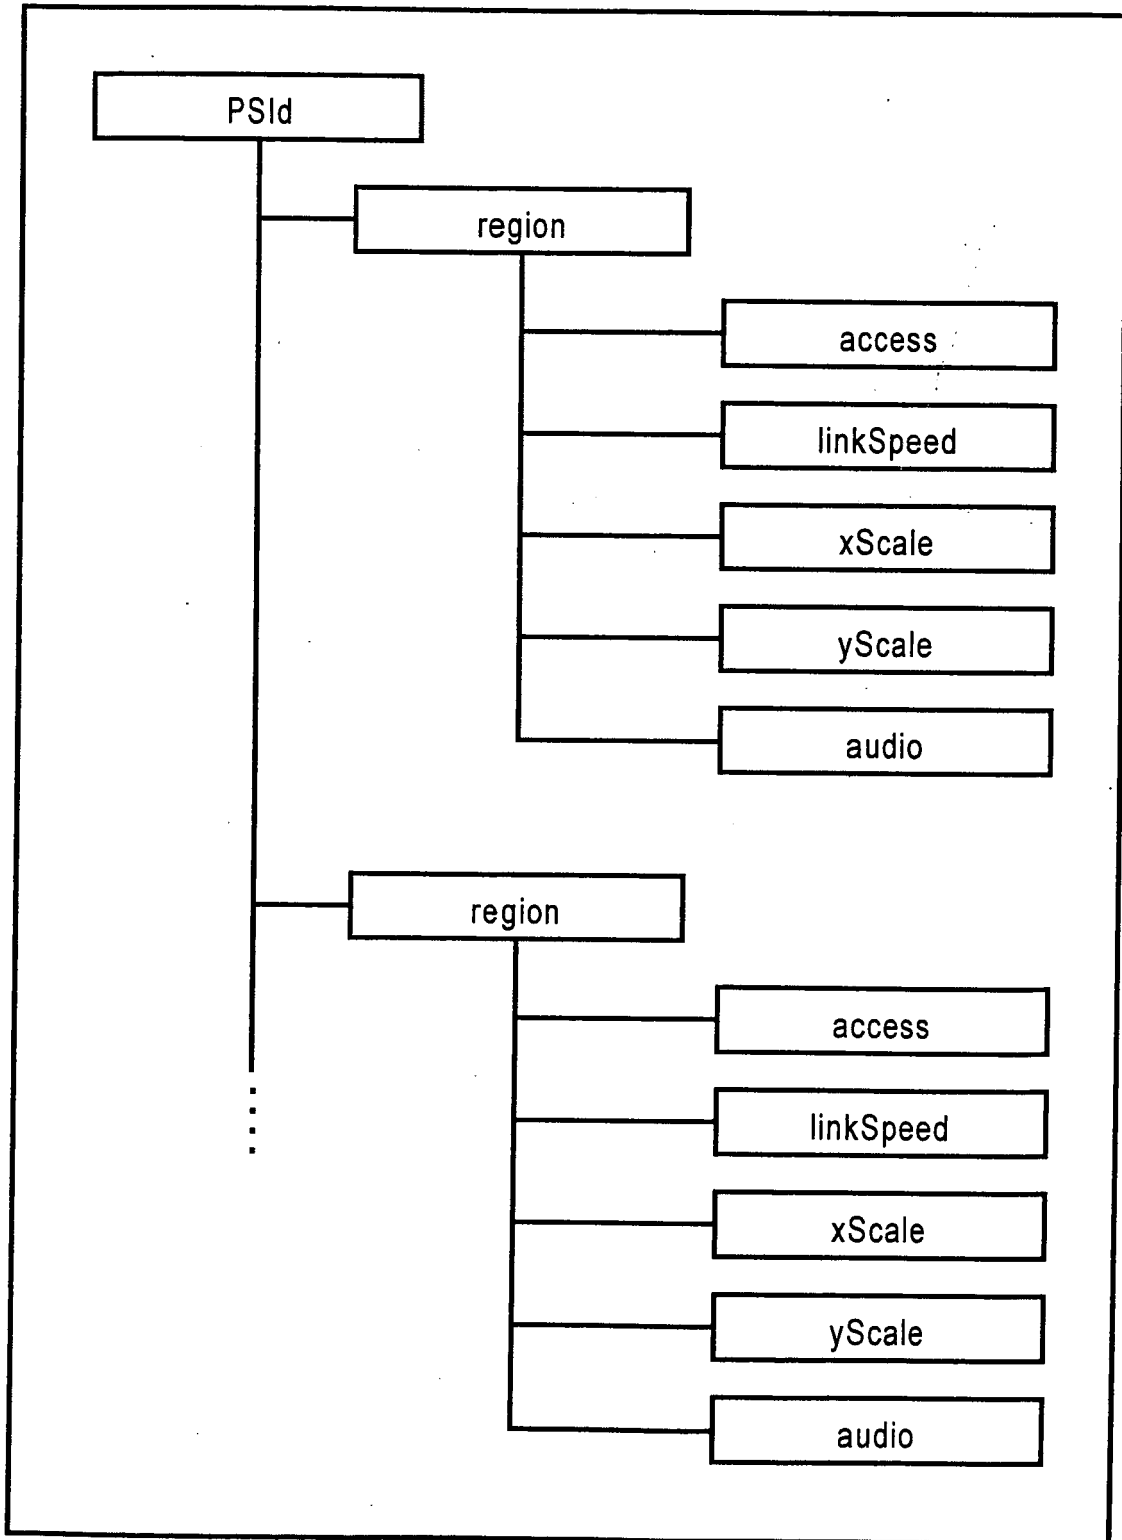 PSId
region
access
linkSpeed
xScale
yScale
audio
region
access
linkSpeed
xScale
yScale
audio